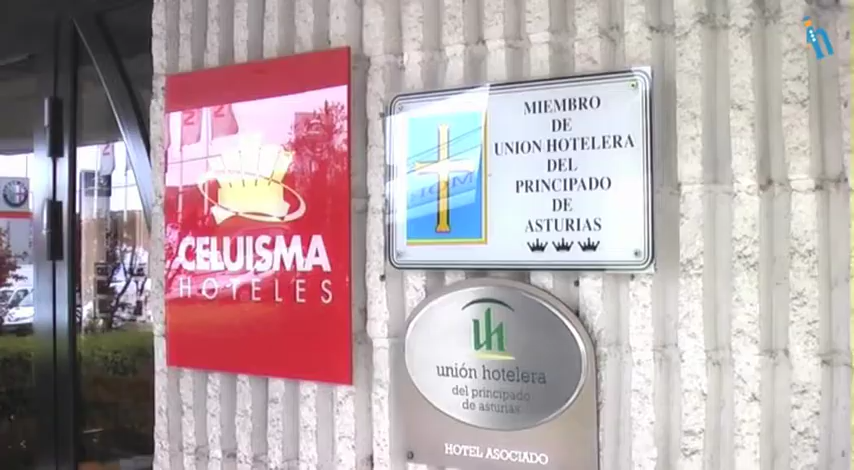 CELUISMA
HOTELES
MIEMBRO
DE
UNION HOTELERA
DEL
PRINCIPADO
DE
ASTURIAS
uh
unión hotelera
del principado
de asturias
HOTEL ASOCIADO